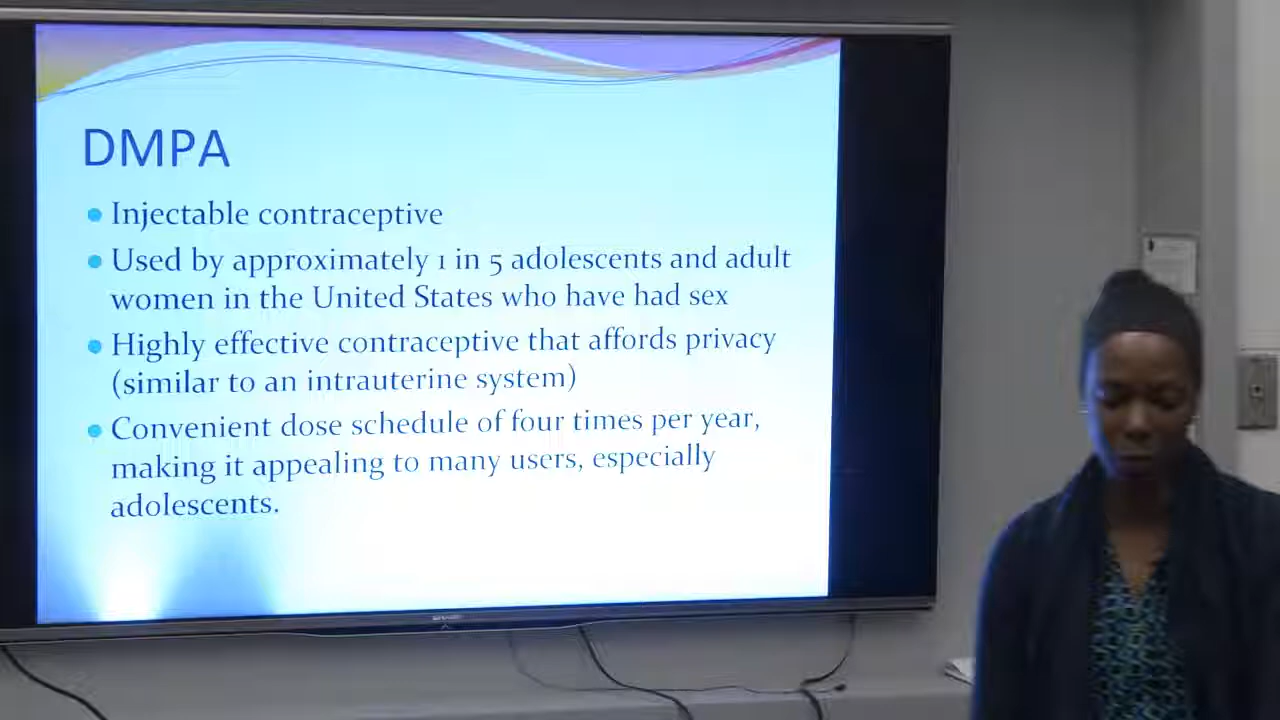 DMPA
Injectable contraceptive
Used by approximately 1 in 5 adolescents and adult
women in the United States who have had sex
Highly effective contraceptive that affords privacy
(similar to an intrauterine system)
Convenient dose schedule of four times per year,
making it appealing to many users, especially
adolescents.